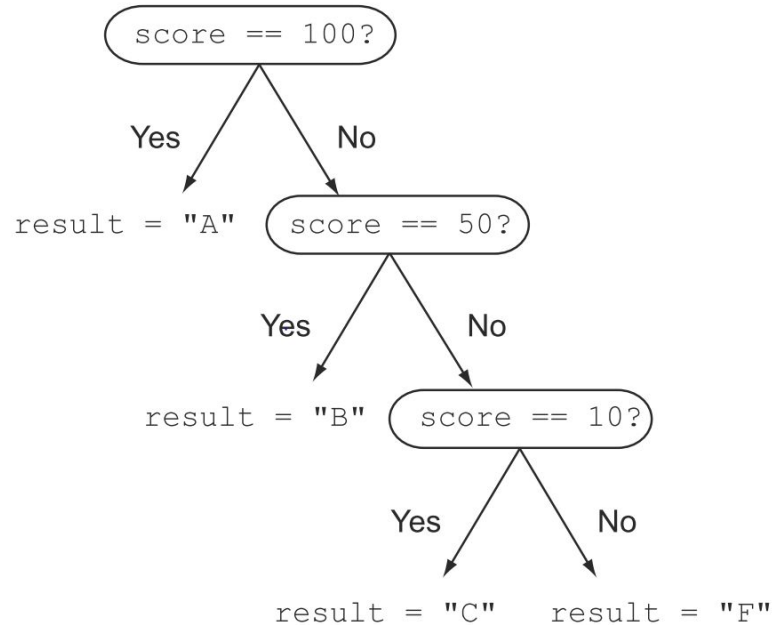 score == 100?
Yes
No
result = "A"
score == 50?
Yes
No
result = "B"
score == 10?
Yes
No
result = "C"
result = "F"